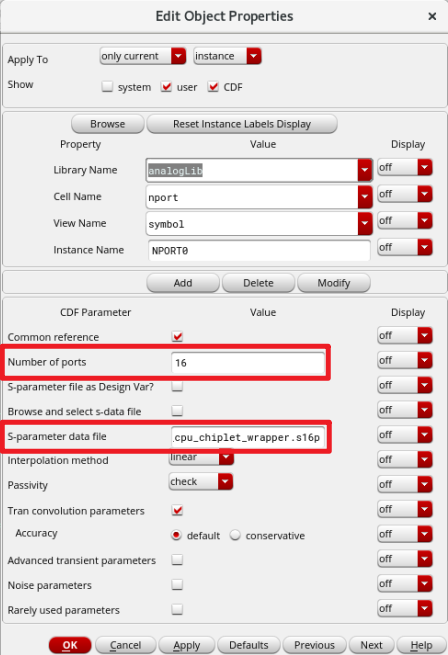 Edit Object Properties
×
Apply To only current instance
Show system user CDF
Browse Reset Instance Labels Display
Property Value Display
Library Name analogLib off
Cell Name nport off
View Name symbol off
Instance Name NPORT0 off
Add Delete Modify
CDF Parameter Value Display
Common reference off
Number of ports 16 off
S-parameter file as Design Var? off
Browse and select s-data file off
S-parameter data file _cpu_chiplet_wrapper.s16p off
Interpolation method linear off
Passivity check off
Tran convolution parameters off
Accuracy default conservative off
Advanced transient parameters off
Noise parameters off
Rarely used parameters off
OK Cancel Apply Defaults Previous Next Help